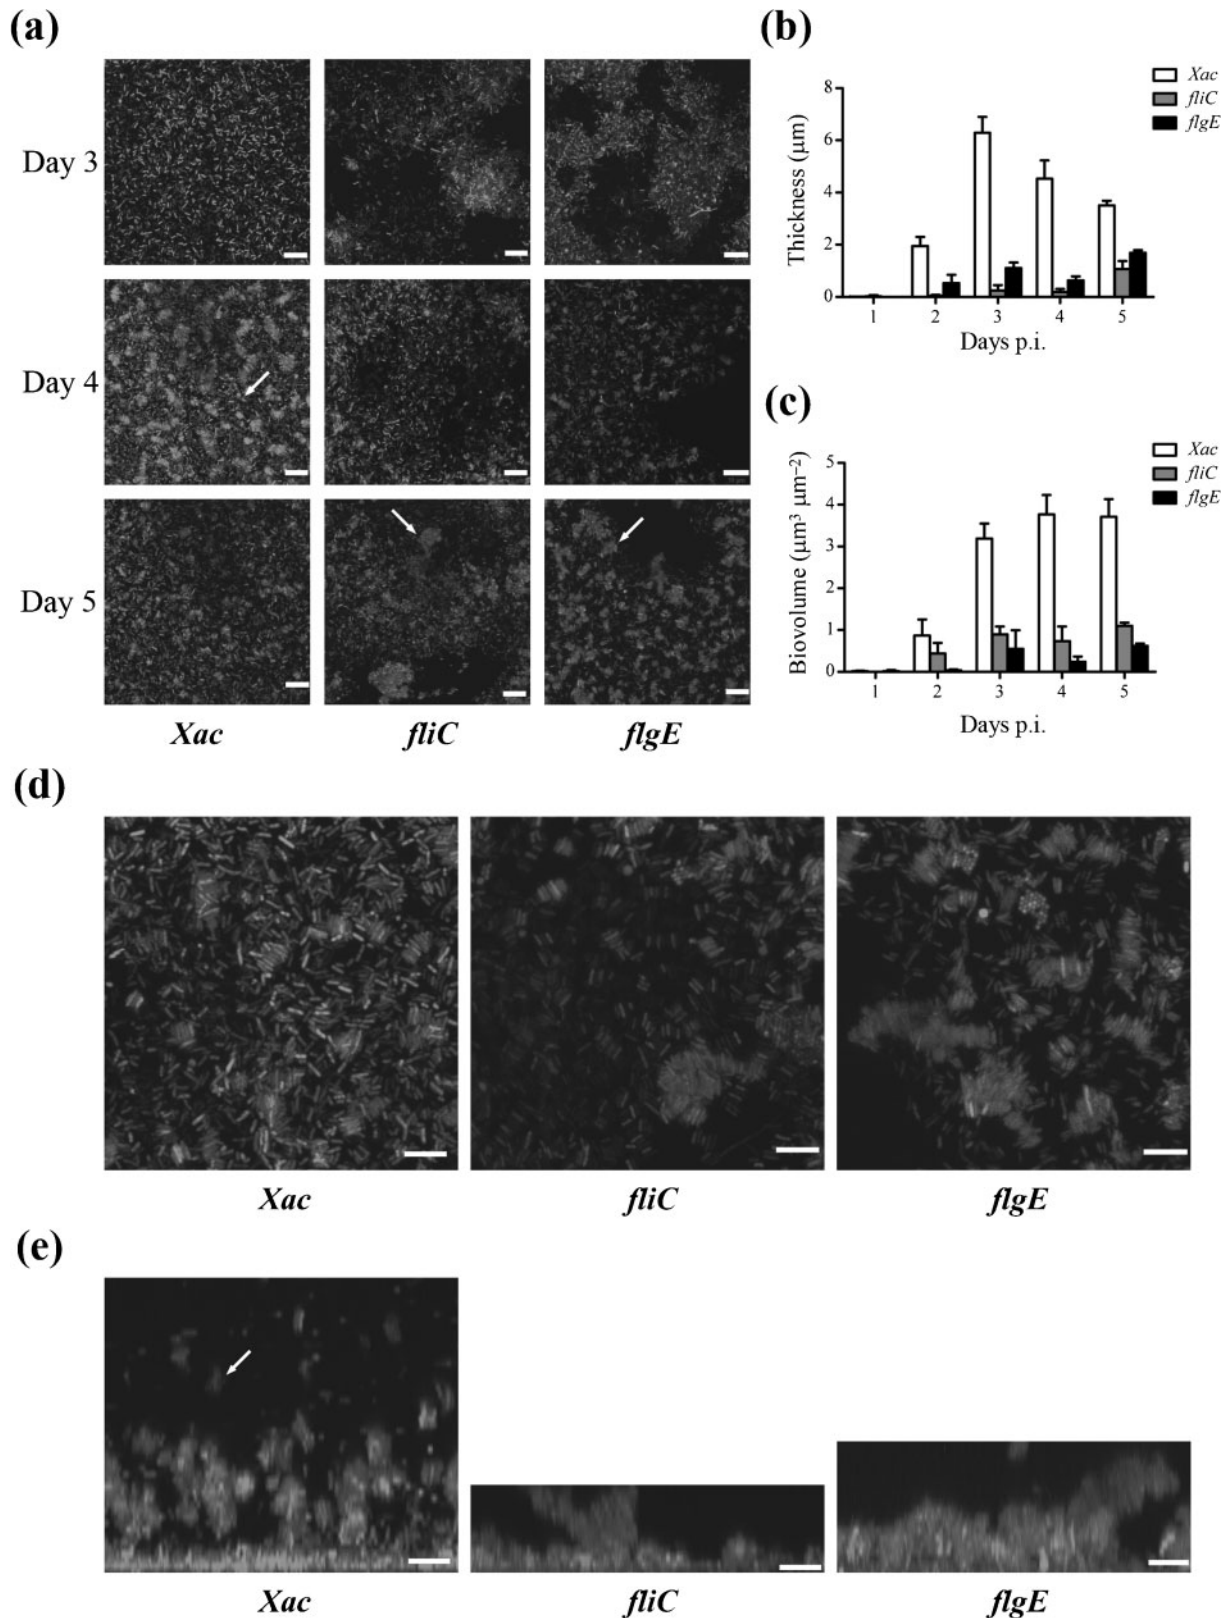 (a)
Day 3
Day 4
Day 5
Xac fliC flgE
(b)
Xac
fliC
flgE
Thickness (μm)
8
6
4
2
0
1 2 3 4 5
Days p.i.
(c)
Xac
fliC
flgE
Biovolume (μm³ μm⁻²)
5
4
3
2
1
0
1 2 3 4 5
Days p.i.
(d)
Xac fliC flgE
(e)
Xac fliC flgE